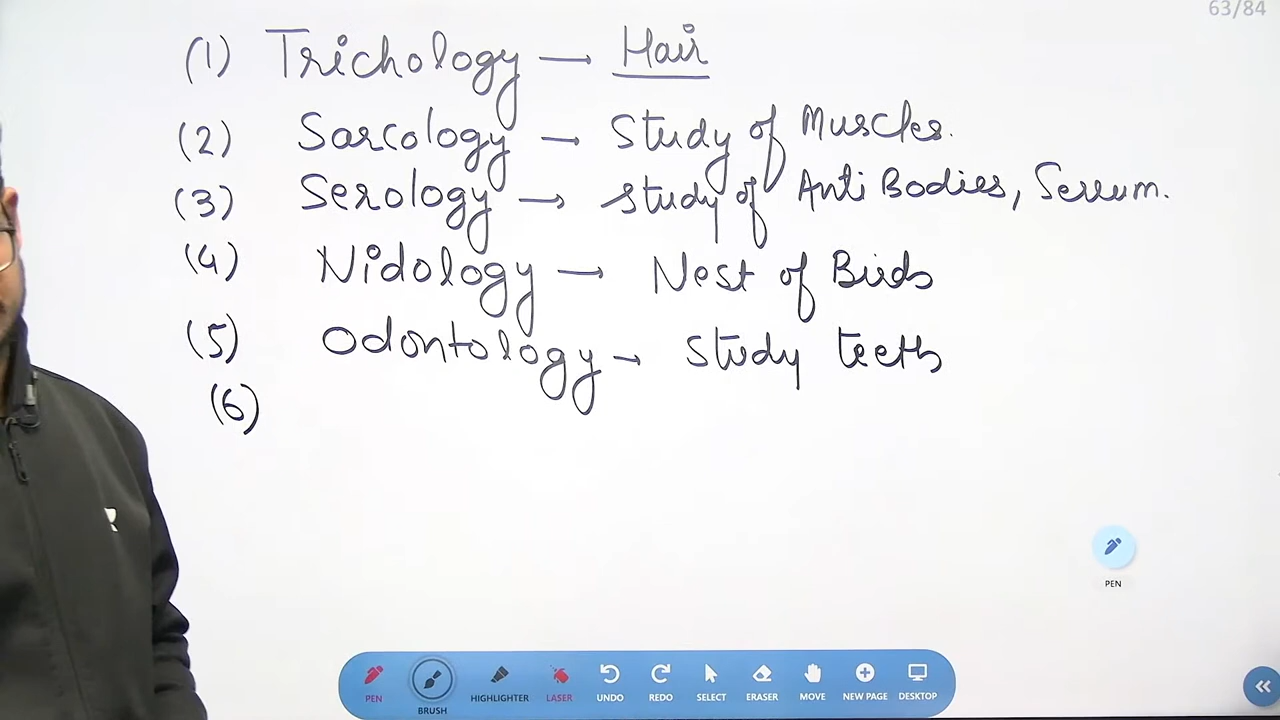 63/84
(1) Trichology → Hair
(2) Sarcology → Study of Muscles.
(3) Serology → Study of Anti Bodies, Serum.
(4) Nidology → Nest of Birds
(5) Odontology → Study teeth
(6)
PEN
PEN
BRUSH
HIGHLIGHTER
LASER
UNDO
REDO
SELECT
ERASER
MOVE
NEW PAGE
DESKTOP